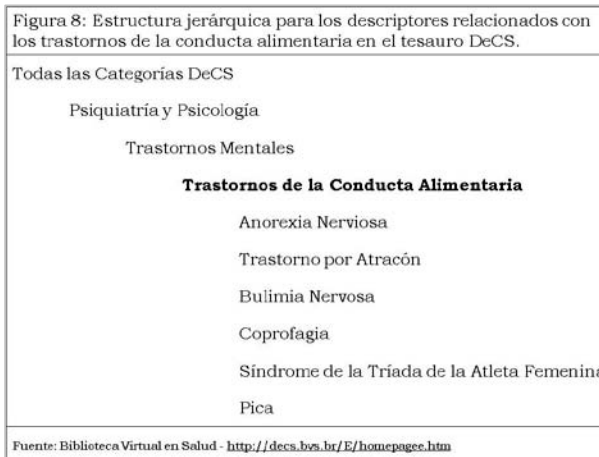 Figura 8: Estructura jerárquica para los descriptores relacionados con
los trastornos de la conducta alimentaria en el tesauro DeCS.
Todas las Categorías DeCS
Psiquiatría y Psicología
Trastornos Mentales
Trastornos de la Conducta Alimentaria
Anorexia Nerviosa
Trastorno por Atracón
Bulimia Nervosa
Coprofagia
Síndrome de la Tríada de la Atleta Femenina
Pica
Fuente: Biblioteca Virtual en Salud - http://decs.bvs.br/E/homepagee.htm